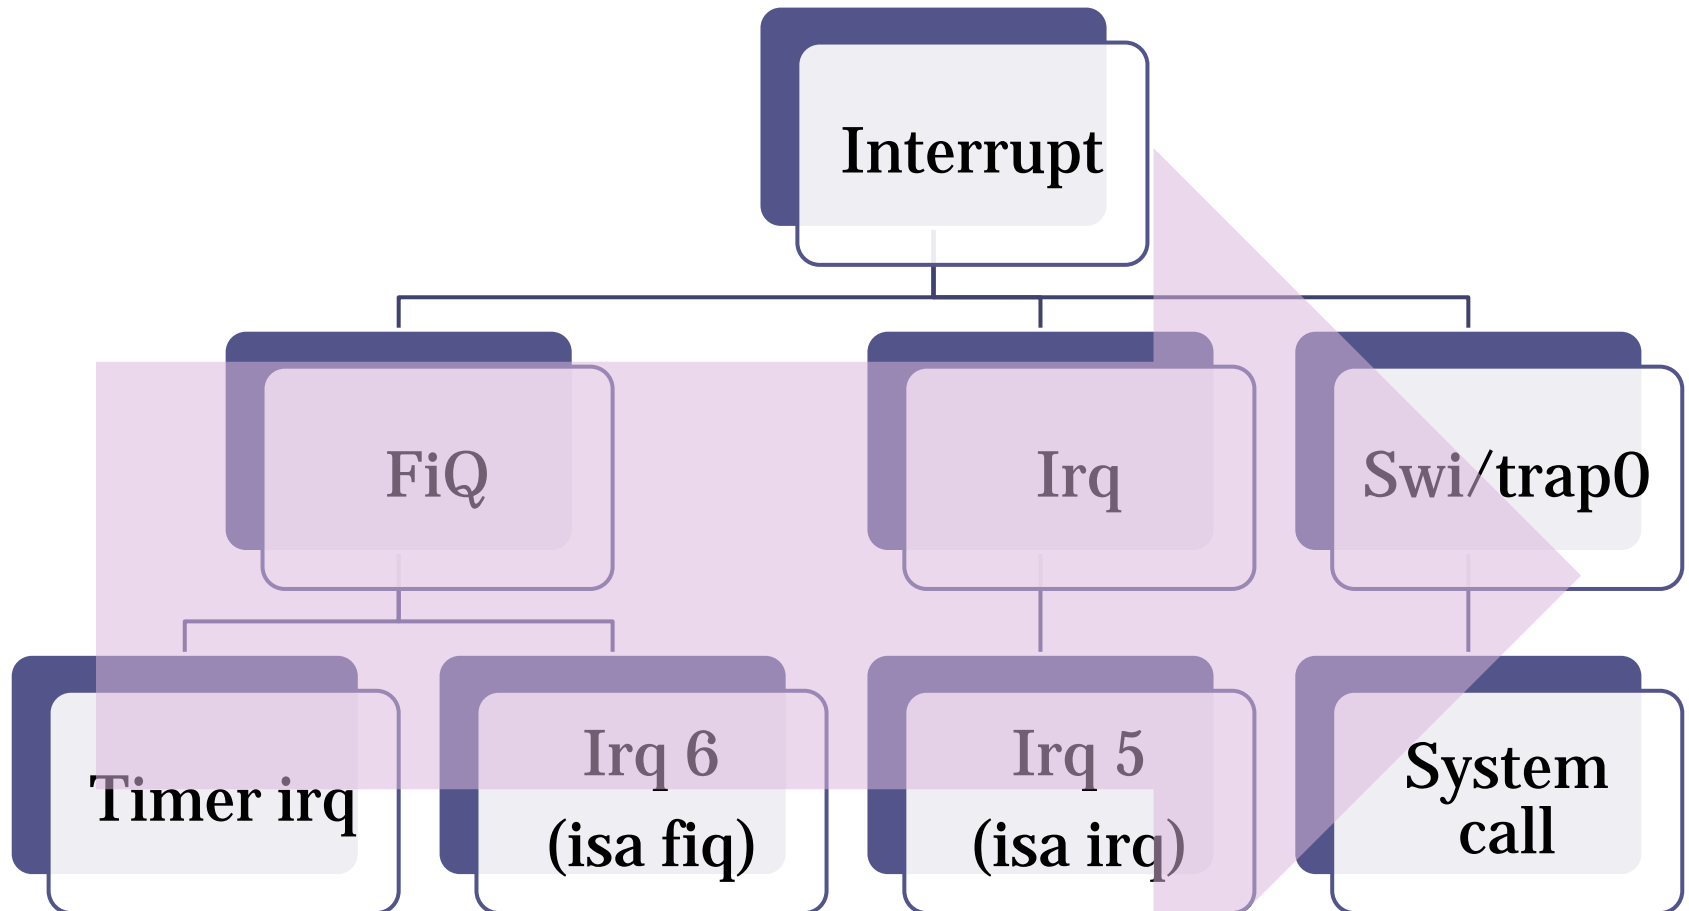 Interrupt
FiQ
Irq
Swi/trap0
Timer irq
Irq 6
(isa fiq)
Irq 5
(isa irq)
System
call